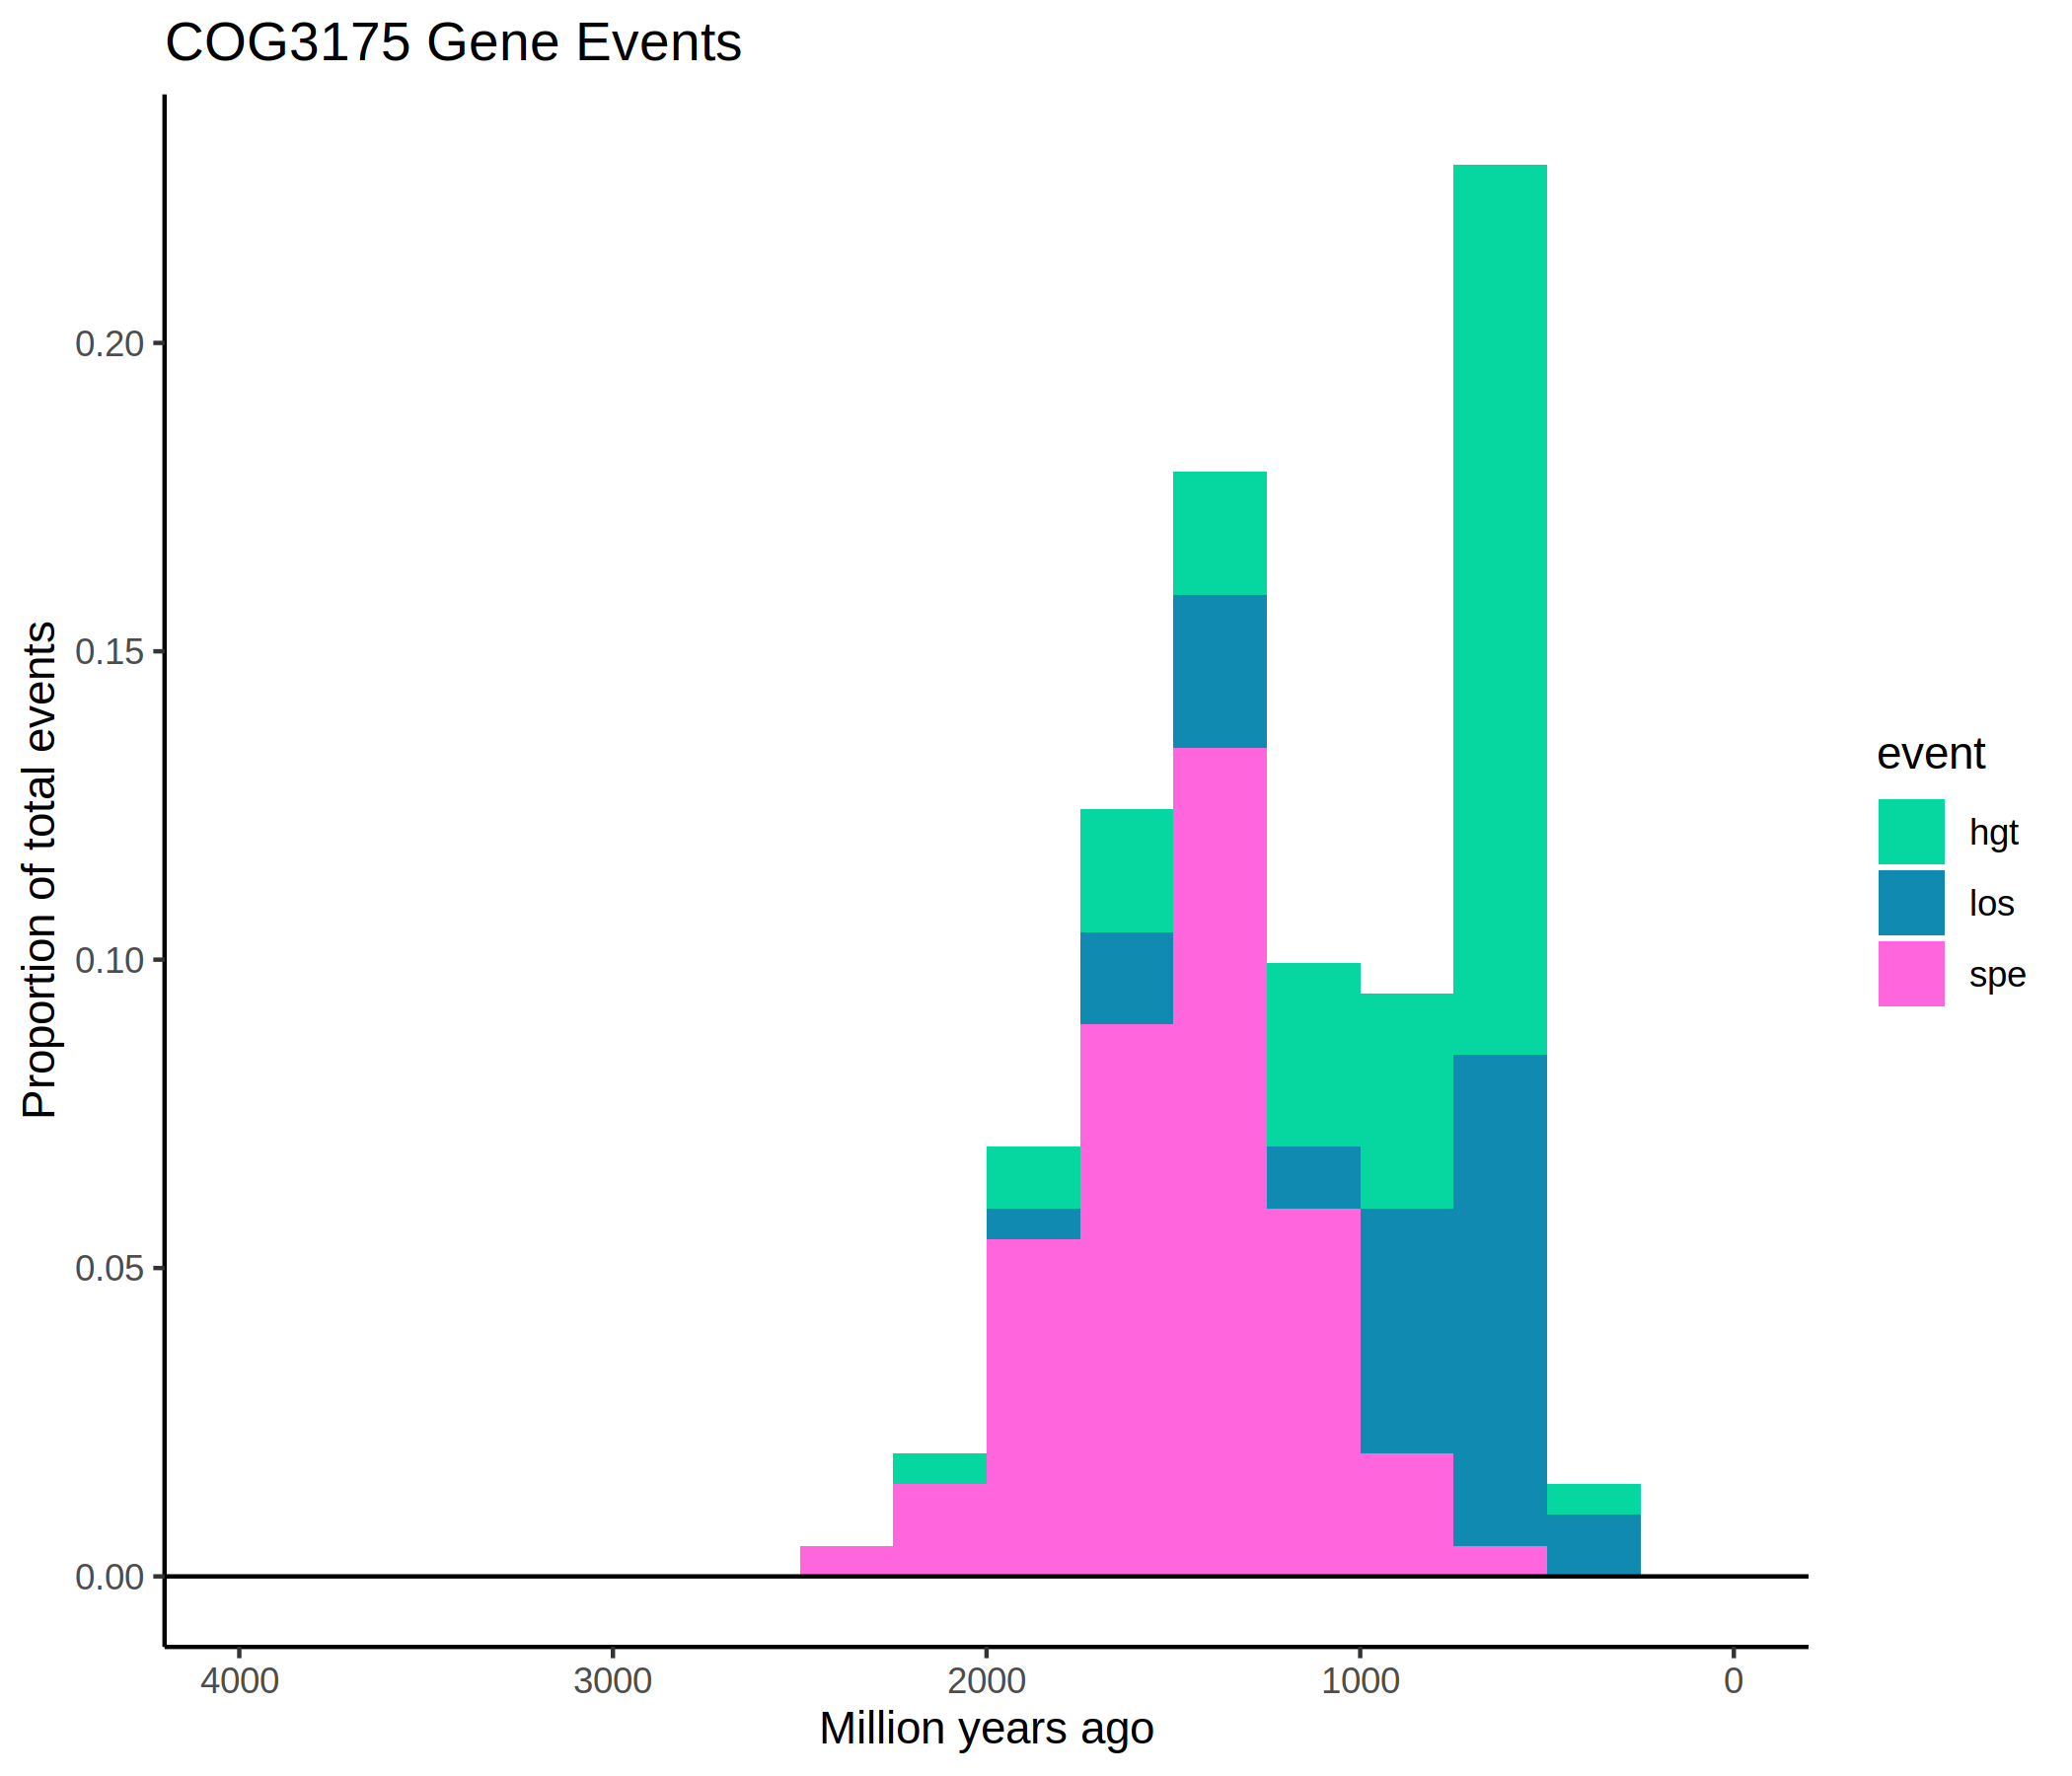 COG3175 Gene Events
Proportion of total events
0.20
0.15
0.10
0.05
0.00
4000 3000 2000 1000 0
Million years ago
event
hgt
los
spe